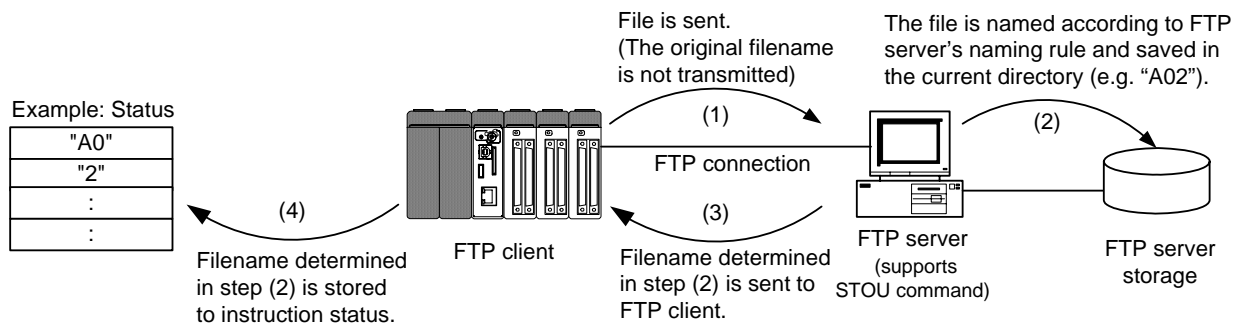 File is sent.
(The original filename
is not transmitted)
(1)
The file is named according to FTP
server's naming rule and saved in
the current directory (e.g. “A02”).
(2)
Example: Status
"A0"
"2"
:
:
FTP connection
(4)
(3)
FTP client
FTP server
(supports
STOU command)
FTP server
storage
Filename determined
in step (2) is stored
to instruction status.
Filename determined
in step (2) is sent to
FTP client.